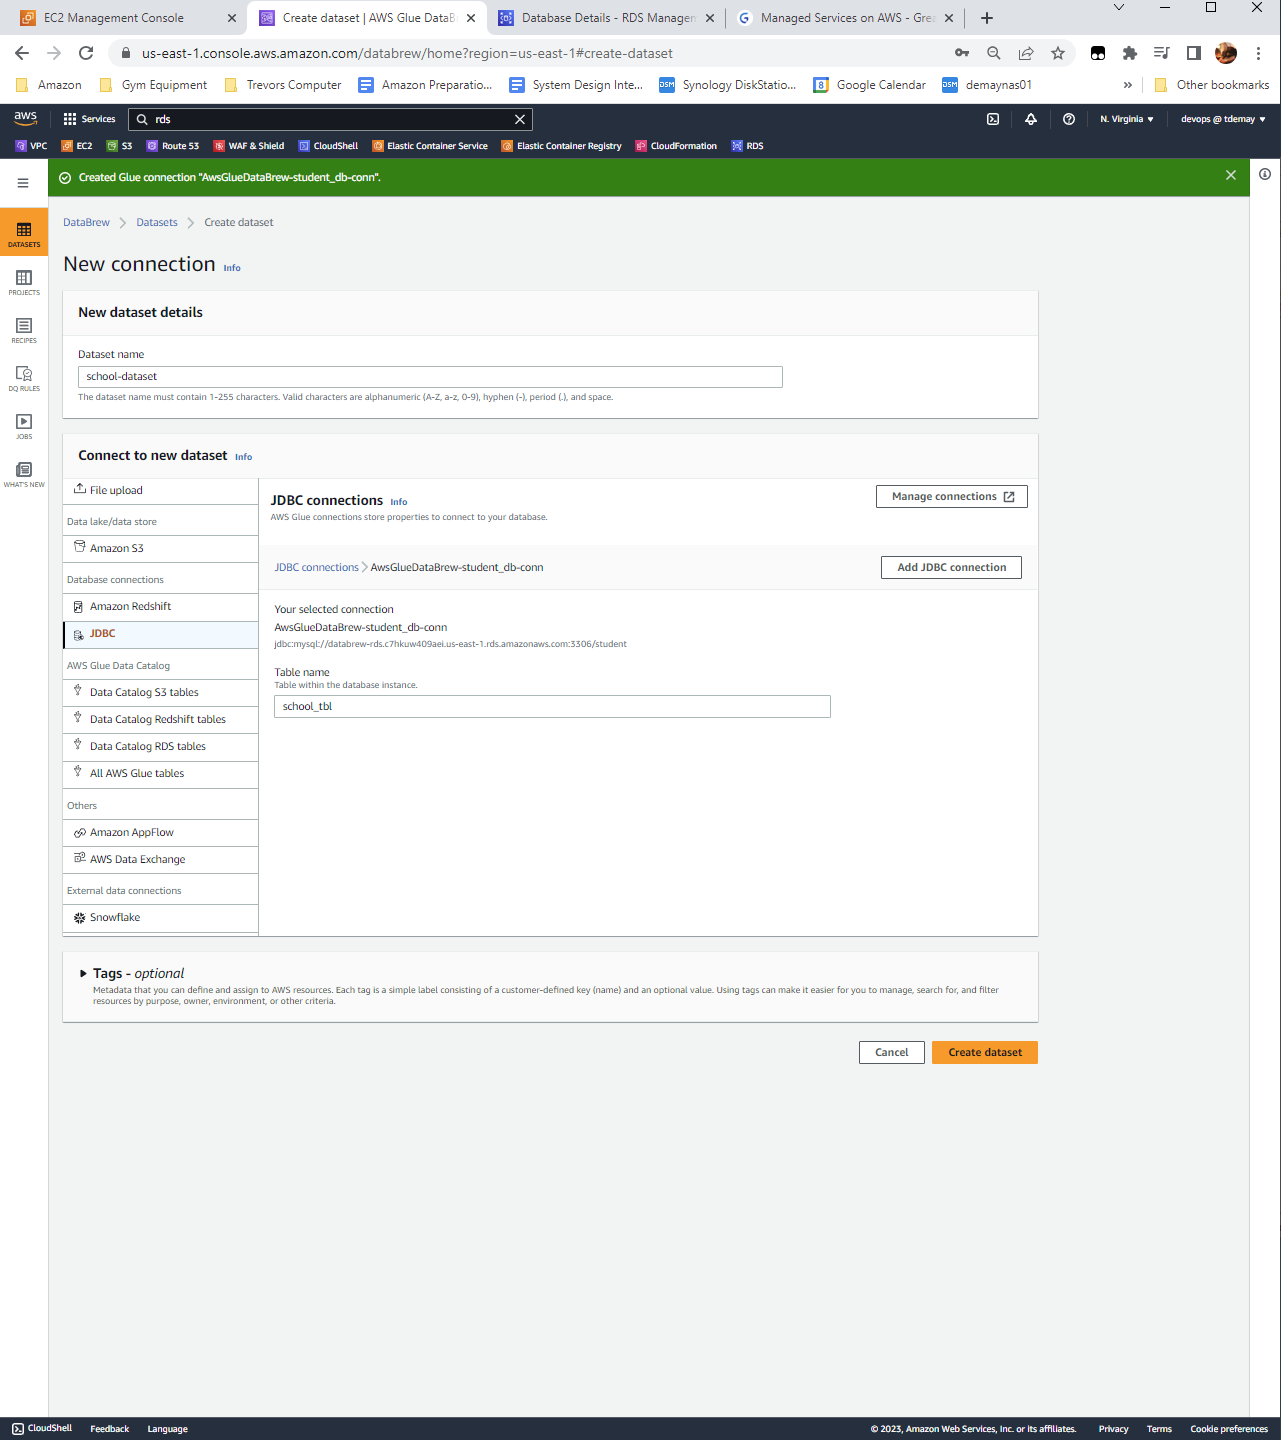 EC2 Management Console
Create dataset | AWS Glue DataB
Database Details - RDS Managem
Managed Services on AWS - Grea
us-east-1.console.aws.amazon.com/databrew/home?region=us-east-1#create-dataset
Amazon
Gym Equipment
Trevors Computer
Amazon Preparatio...
System Design Inte...
DSM
Synology DiskStatio...
8
Google Calendar
DSM
demaynas01
»
Other bookmarks
aws
Services
rds
N. Virginia
devops @ tdemay
VPC
EC2
S3
Route 53
WAF & Shield
CloudShell
Elastic Container Service
Elastic Container Registry
CloudFormation
RDS
Created Glue connection "AwsGlueDataBrew-student_db-conn".
DATASETS
PROJECTS
RECIPES
DQ RULES
JOBS
WHAT'S NEW
DataBrew
Datasets
Create dataset
New connection Info
New dataset details
Dataset name
school-dataset
The dataset name must contain 1-255 characters. Valid characters are alphanumeric (A-Z, a-z, 0-9), hyphen (-), period (.), and space.
Connect to new dataset Info
File upload
Data lake/data store
Amazon S3
Database connections
Amazon Redshift
JDBC
AWS Glue Data Catalog
Data Catalog S3 tables
Data Catalog Redshift tables
Data Catalog RDS tables
All AWS Glue tables
Others
Amazon AppFlow
AWS Data Exchange
External data connections
Snowflake
JDBC connections Info
AWS Glue connections store properties to connect to your database.
Manage connections
JDBC connections
AwsGlueDataBrew-student_db-conn
Add JDBC connection
Your selected connection
AwsGlueDataBrew-student_db-conn
jdbc:mysql://databrew-rds.c7hkuw409aei.us-east-1.rds.amazonaws.com:3306/student
Table name
Table within the database instance.
school_tbl
Tags - optional
Metadata that you can define and assign to AWS resources. Each tag is a simple label consisting of a customer-defined key (name) and an optional value. Using tags can make it easier for you to manage, search for, and filter
resources by purpose, owner, environment, or other criteria.
Cancel
Create dataset
CloudShell
Feedback
Language
© 2023, Amazon Web Services, Inc. or its affiliates.
Privacy
Terms
Cookie preferences